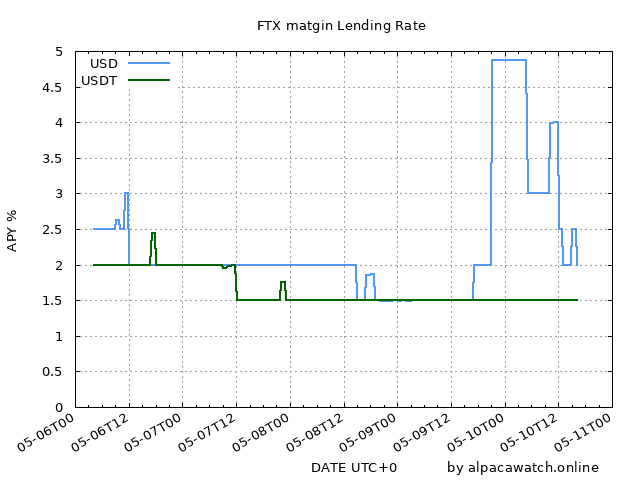 FTX matgin Lending Rate
USD
USDT
5
4.5
4
3.5
3
2.5
2
1.5
1
0.5
0
APY %
05-06T00
05-06T12
05-07T00
05-07T12
05-08T00
05-08T12
05-09T00
05-09T12
05-10T00
05-10T12
05-11T00
DATE UTC+0
by alpacawatch.online